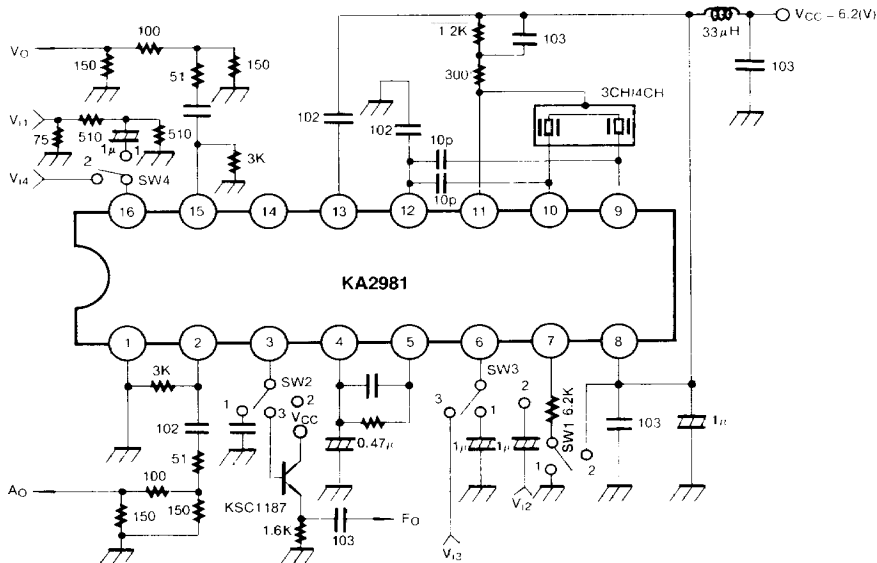 1.2K
103
33μH
VCC - 6.2(V)
103
VO
100
150
51
150
300
3CH/4CH
102
102
10p
Vi1
75
510
1μ
510
1
2
Vi4
SW4
3K
10p
16
15
14
13
12
11
10
9
KA2981
1
2
3
4
5
6
7
8
3K
SW2
1
2
3
VCC
SW3
3
1
2
6.2K
SW1
1
2
103
1μ
102
0.47μ
1μ
1μ
51
AO
100
150
150
KSC1187
1.6K
103
FO
Vi2
Vi3